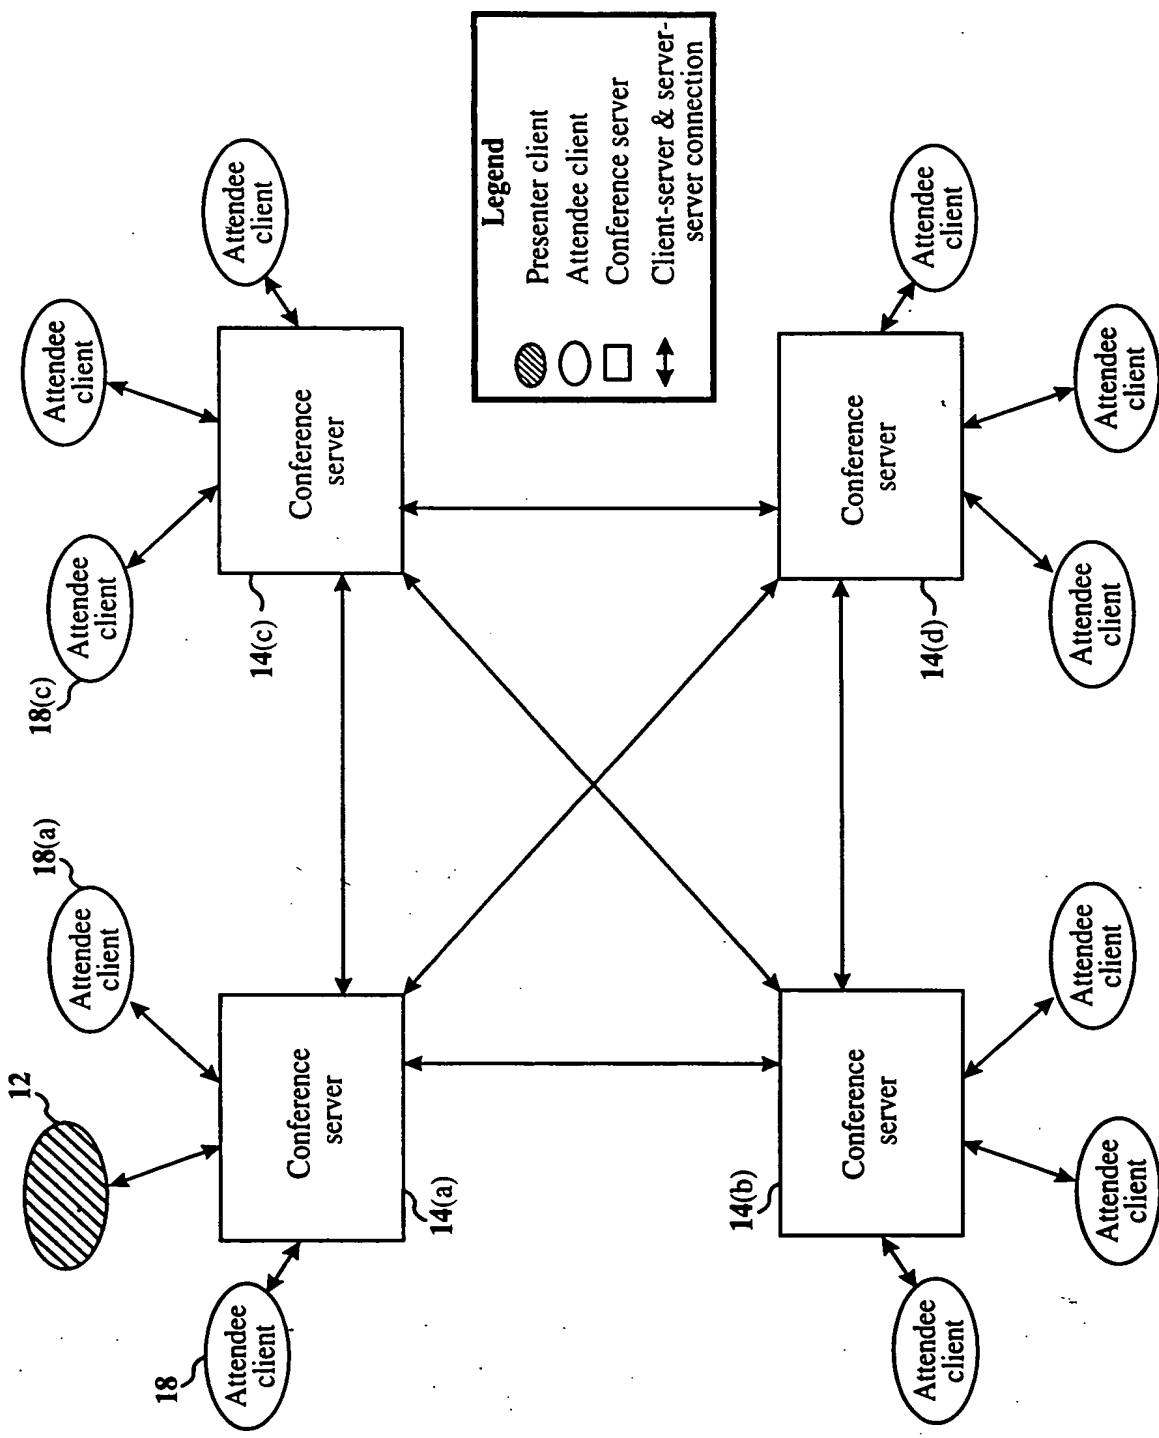 12
18(a)
18(c)
Attendee
client
Attendee
client
Attendee
client
18
Attendee
client
Attendee
client
14(c)
Conference
server
Conference
server
14(a)
Legend
Presenter client
Attendee client
Conference server
Client-server & server-
server connection
14(b)
Conference
server
Conference
server
14(d)
Attendee
client
Attendee
client
Attendee
client
Attendee
client
Attendee
client
Attendee
client